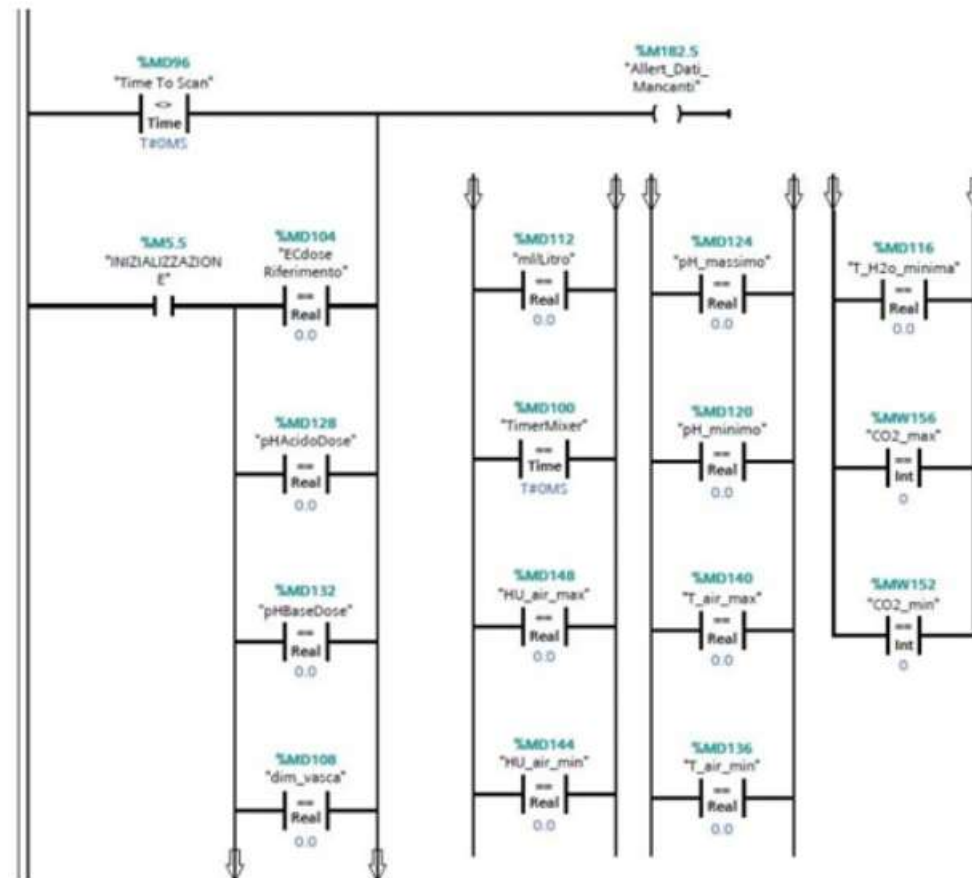 %MD96
"Time To Scan"
<>
Time
T#0MS
%M182.5
"Allert_Dati_
Mancanti"
%M5.5
"INIZIALIZZAZION
E"
%MD104
"ECdose
Riferimento"
==
Real
0.0
%MD128
"pHAcidoDose"
==
Real
0.0
%MD132
"pHBaseDose"
==
Real
0.0
%MD108
"dim_vasca"
==
Real
0.0
%MD112
"ml/Litro"
==
Real
0.0
%MD100
"TimerMixer"
==
Time
T#0MS
%MD148
"HU_air_max"
==
Real
0.0
%MD144
"HU_air_min"
==
Real
0.0
%MD124
"pH_massimo"
==
Real
0.0
%MD120
"pH_minimo"
==
Real
0.0
%MD140
"T_air_max"
==
Real
0.0
%MD136
"T_air_min"
==
Real
0.0
%MD116
"T_H2o_minima"
==
Real
0.0
%MW156
"CO2_max"
==
Int
0
%MW152
"CO2_min"
==
Int
0